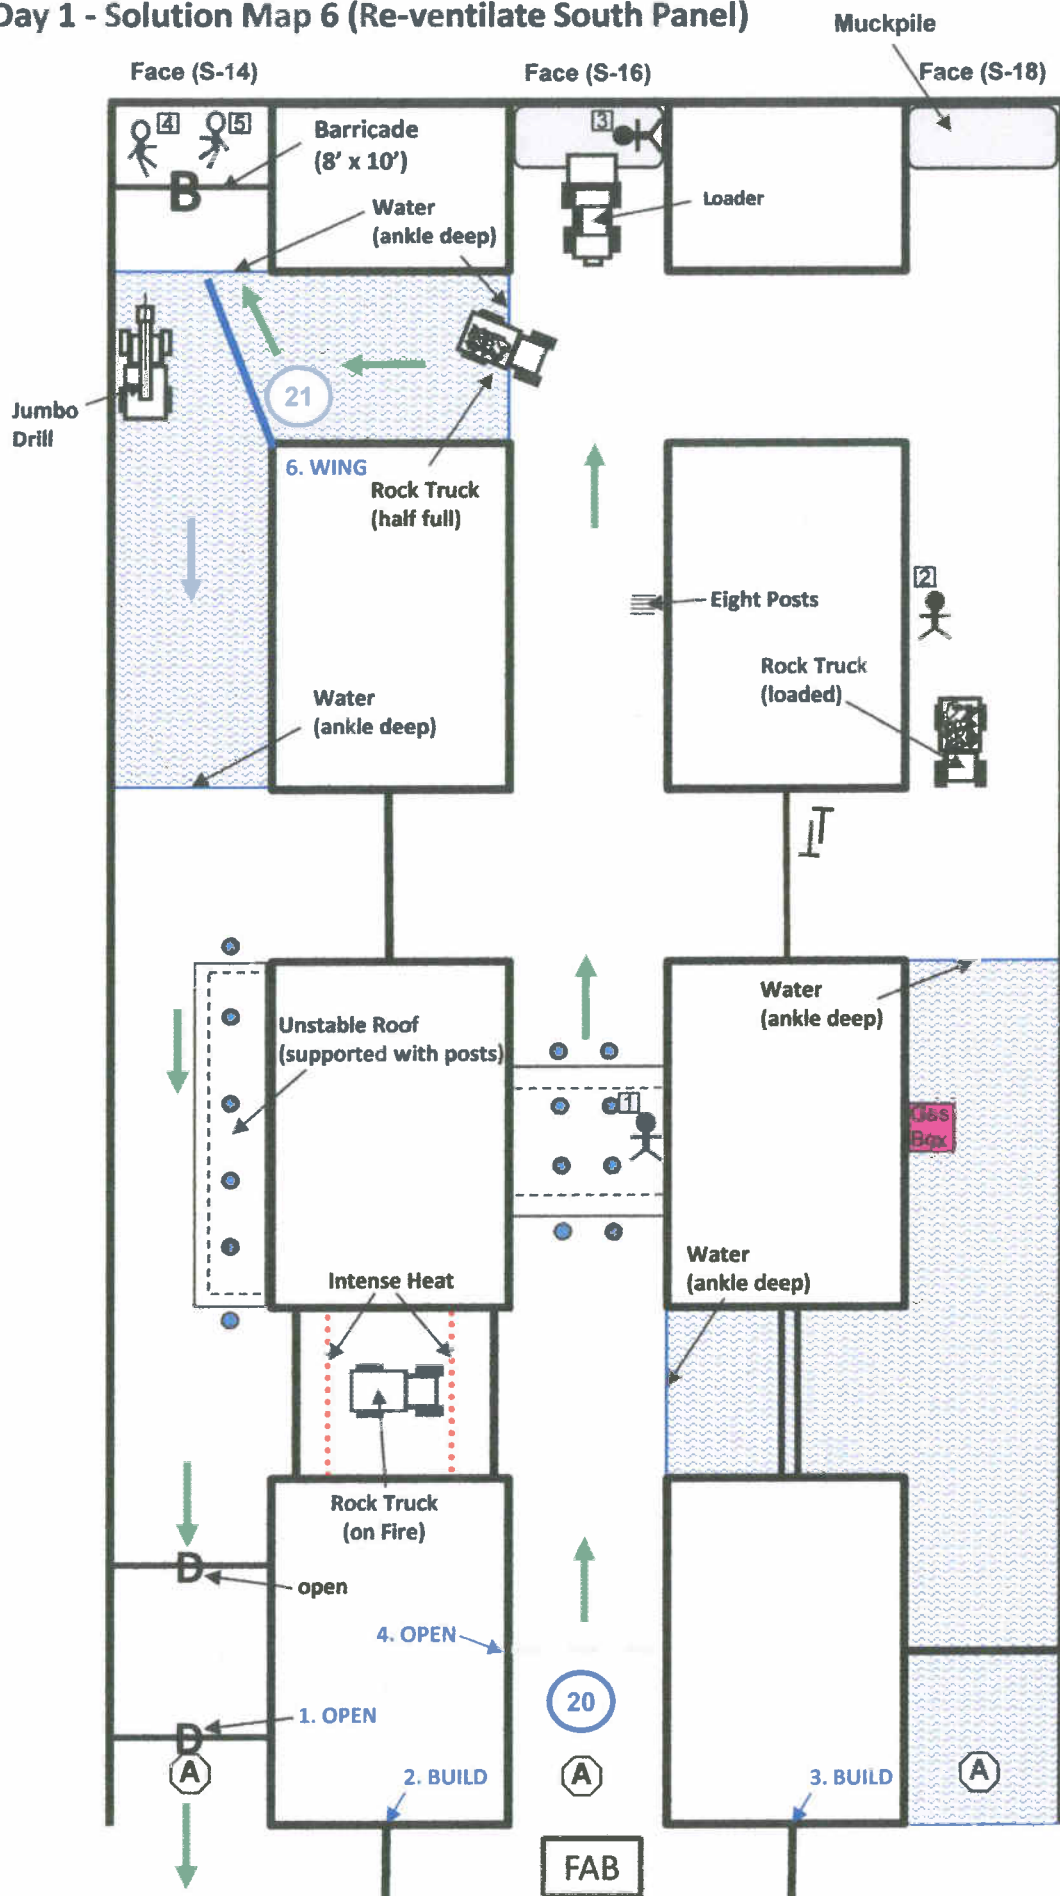 Day 1 - Solution Map 6 (Re-ventilate South Panel)
Muckpile
Face (S-14)
Face (S-16)
Face (S-18)
4
5
3
Barricade
(8' x 10')
B
Loader
Water
(ankle deep)
21
Jumbo
Drill
6. WING
Rock Truck
(half full)
2
Eight Posts
Rock Truck
(loaded)
Water
(ankle deep)
Water
(ankle deep)
Unstable Roof
(supported with posts)
1
Gas
Box
Water
(ankle deep)
Intense Heat
Rock Truck
(on Fire)
D
open
4. OPEN
20
1. OPEN
D
A
A
A
2. BUILD
3. BUILD
FAB